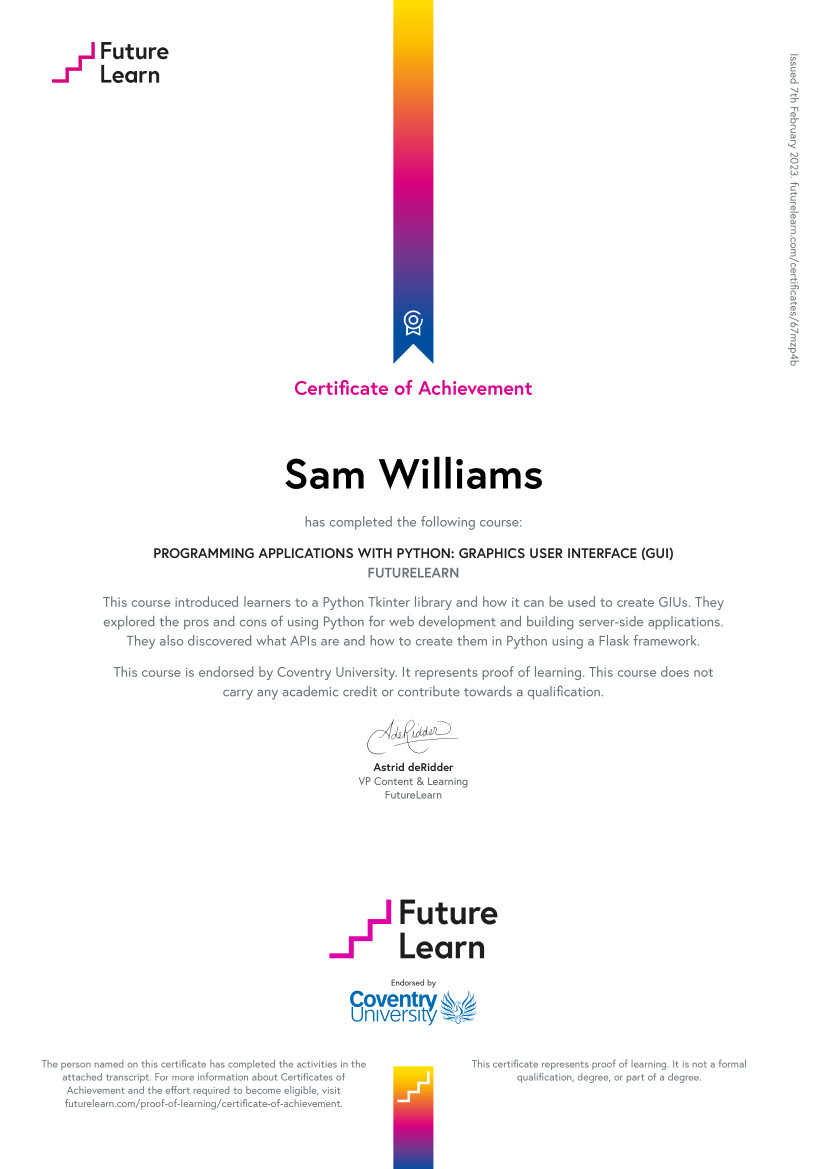 Future
Learn
Issued 7th February 2023. futurelearn.com/certificates/67mzp4b
Certificate of Achievement
Sam Williams
has completed the following course:
PROGRAMMING APPLICATIONS WITH PYTHON: GRAPHICS USER INTERFACE (GUI)
FUTURELEARN
This course introduced learners to a Python Tkinter library and how it can be used to create GIUs. They
explored the pros and cons of using Python for web development and building server-side applications.
They also discovered what APIs are and how to create them in Python using a Flask framework.
This course is endorsed by Coventry University. It represents proof of learning. This course does not
carry any academic credit or contribute towards a qualification.
AdeRidder
Astrid deRidder
VP Content & Learning
FutureLearn
Future
Learn
Endorsed by
Coventry
University
The person named on this certificate has completed the activities in the
attached transcript. For more information about Certificates of
Achievement and the effort required to become eligible, visit
futurelearn.com/proof-of-learning/certificate-of-achievement.
This certificate represents proof of learning. It is not a formal
qualification, degree, or part of a degree.